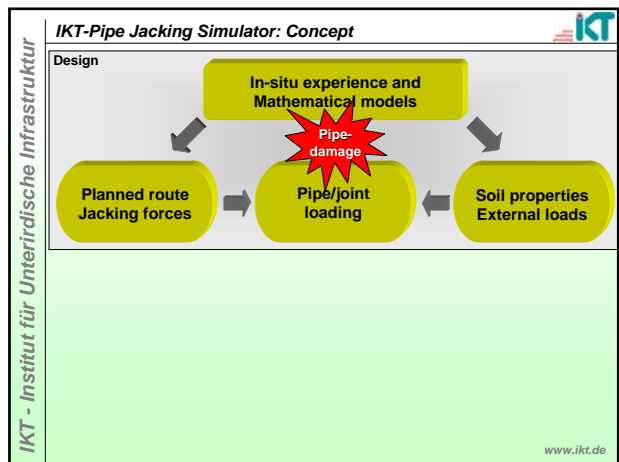 IKT-Pipe Jacking Simulator: Concept
iKT
Design
In-situ experience and
Mathematical models
Pipe-
damage
Planned route
Jacking forces
Pipe/joint
loading
Soil properties
External loads
IKT - Institut für Unterirdische Infrastruktur
www.ikt.de